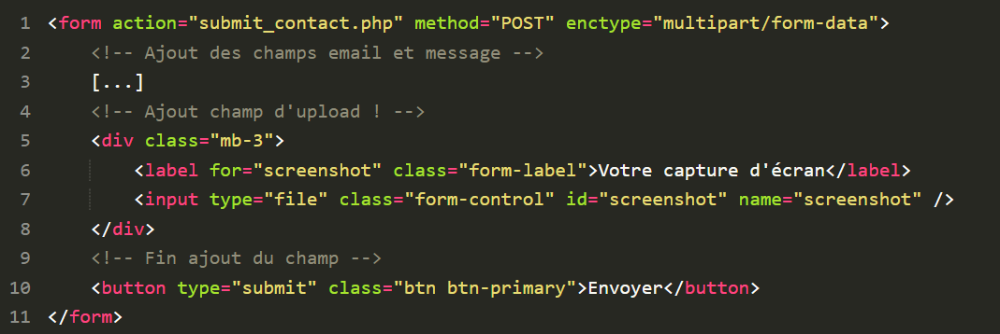 1 <form action="submit_contact.php" method="POST" enctype="multipart/form-data">
2     <!-- Ajout des champs email et message -->
3     [...]
4     <!-- Ajout champ d'upload ! -->
5     <div class="mb-3">
6         <label for="screenshot" class="form-label">Votre capture d'écran</label>
7         <input type="file" class="form-control" id="screenshot" name="screenshot" />
8     </div>
9     <!-- Fin ajout du champ -->
10     <button type="submit" class="btn btn-primary">Envoyer</button>
11 </form>